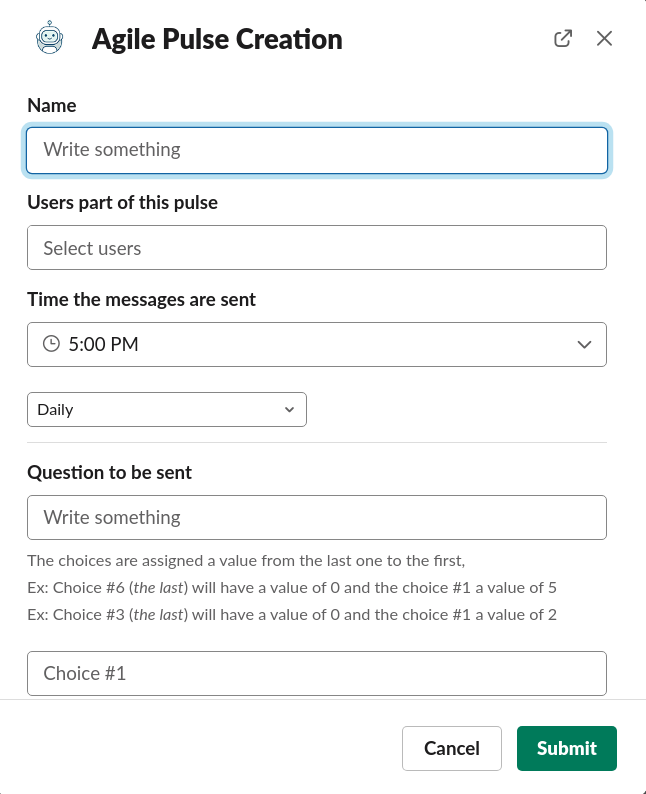 Agile Pulse Creation
Name
Write something
Users part of this pulse
Select users
Time the messages are sent
5:00 PM
Daily
Question to be sent
Write something
The choices are assigned a value from the last one to the first,
Ex: Choice #6 (the last) will have a value of 0 and the choice #1 a value of 5
Ex: Choice #3 (the last) will have a value of 0 and the choice #1 a value of 2
Choice #1
Cancel Submit